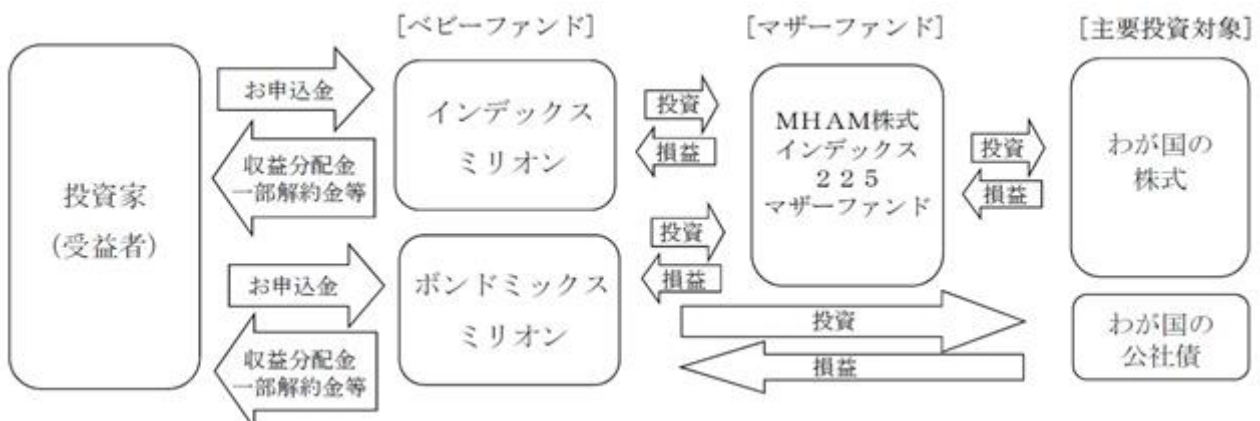 [ベビーファンド]
[マザーファンド]
[主要投資対象]
投資家
(受益者)
お申込金
収益分配金
一部解約金等
インデックス
ミリオン
投資
損益
MHAM株式
インデックス
225
マザーファンド
投資
損益
わが国の
株式
お申込金
収益分配金
一部解約金等
ボンドミックス
ミリオン
投資
損益
投資
損益
わが国の
公社債